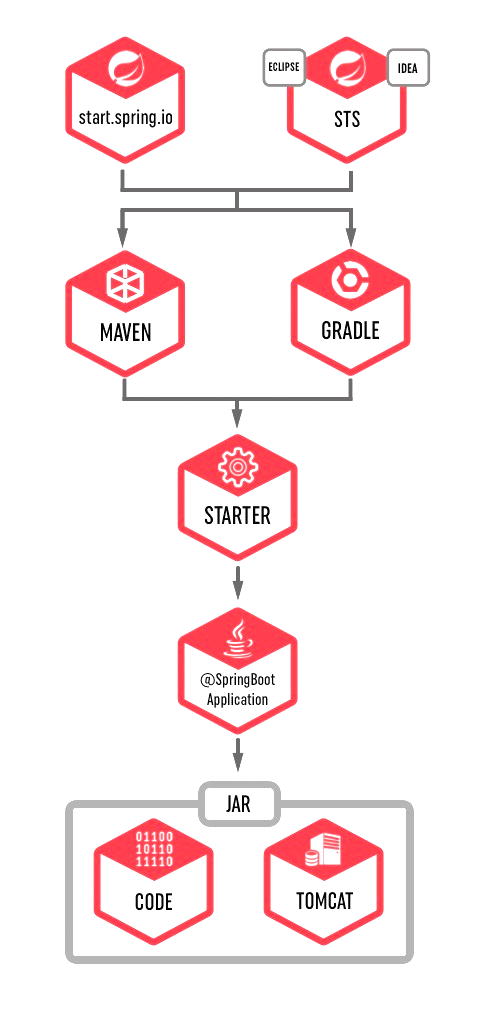 start.spring.io
ECLIPSE
IDEA
STS
MAVEN
GRADLE
STARTER
@SpringBoot
Application
JAR
01100
10110
11110
CODE
TOMCAT